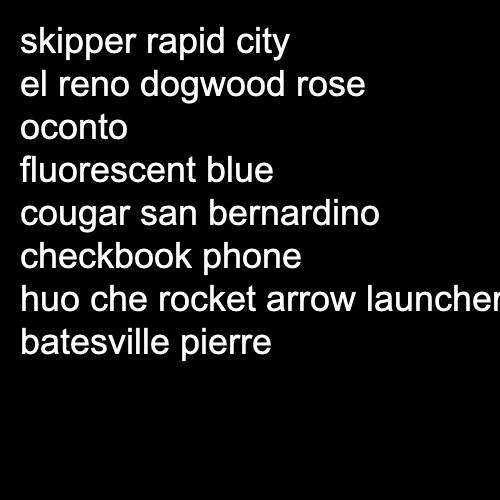 skipper rapid city
el reno dogwood rose
oconto
fluorescent blue
cougar san bernardino
checkbook phone
huo che rocket arrow launcher
batesville pierre